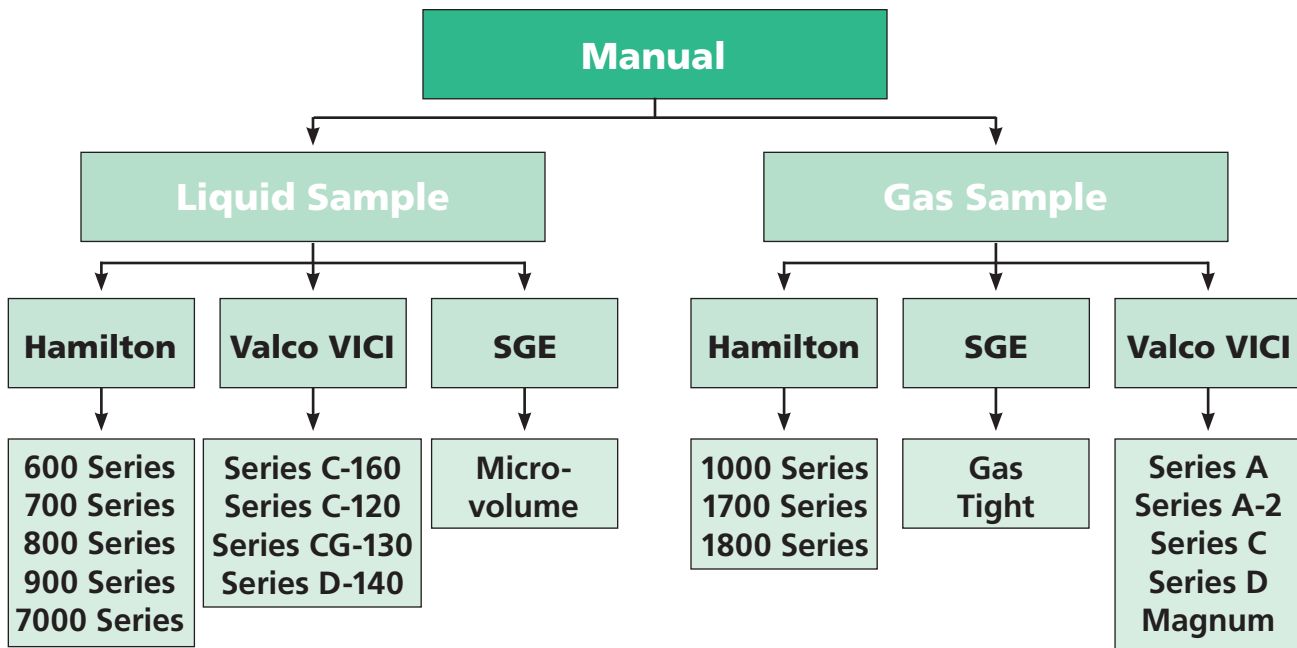 Manual
Liquid Sample
Gas Sample
Hamilton
Valco VICI
SGE
Hamilton
SGE
Valco VICI
600 Series
700 Series
800 Series
900 Series
7000 Series
Series C-160
Series C-120
Series CG-130
Series D-140
Micro-
volume
1000 Series
1700 Series
1800 Series
Gas
Tight
Series A
Series A-2
Series C
Series D
Magnum